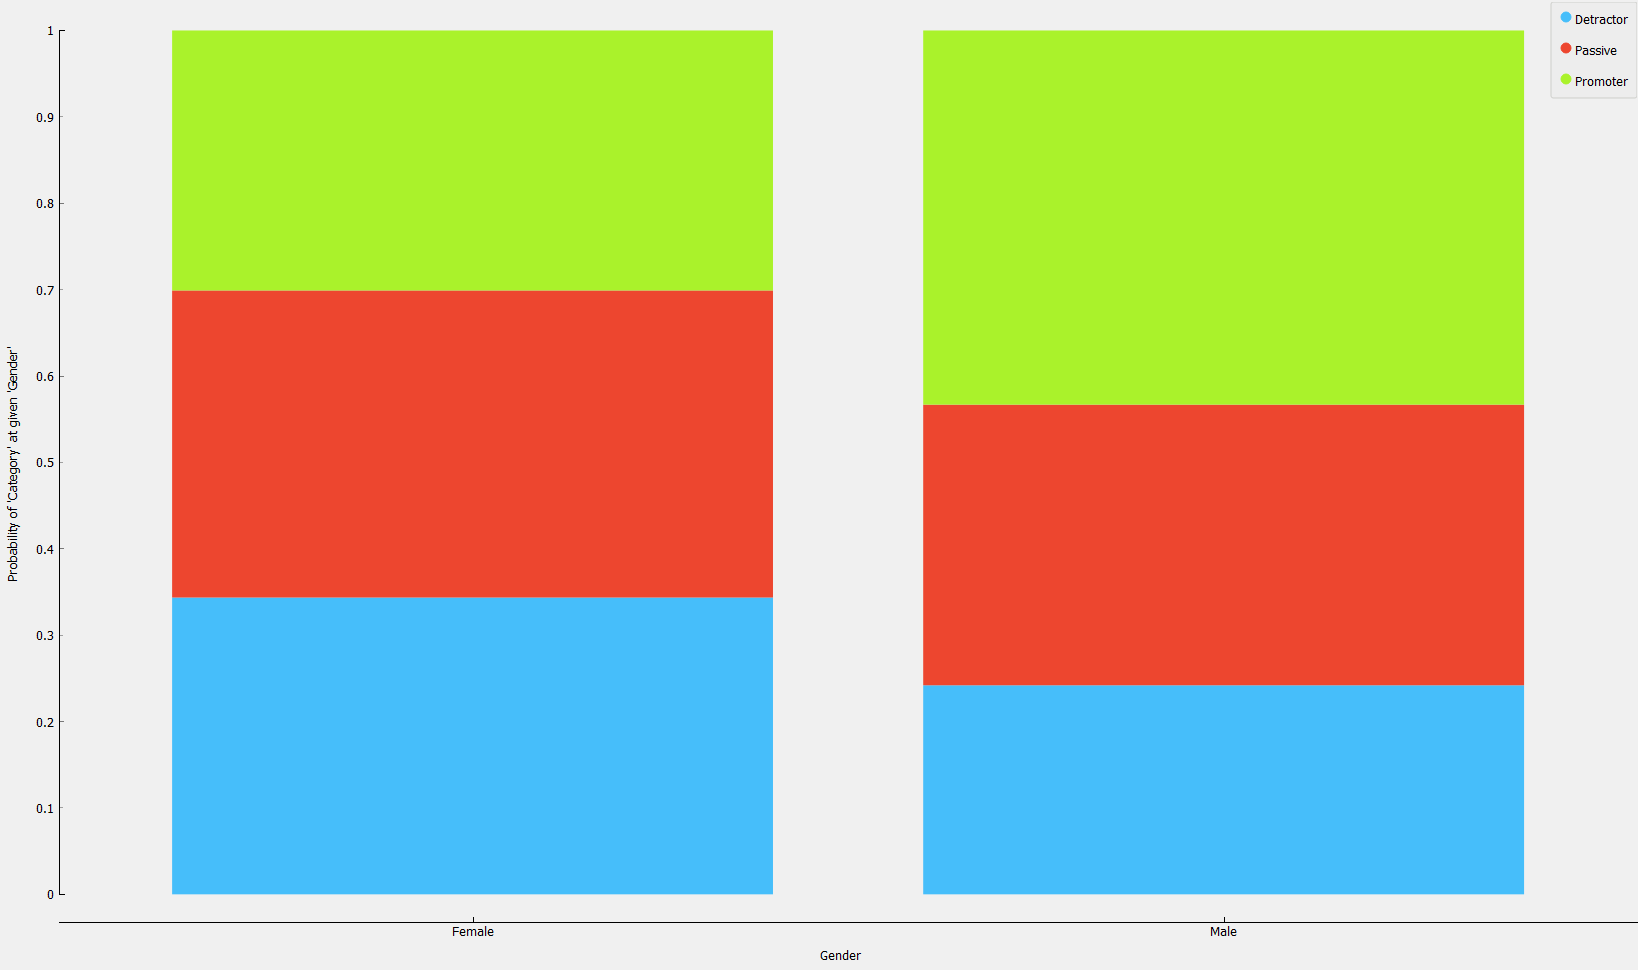 Detractor
Passive
Promoter
1
0.9
0.8
0.7
0.6
0.5
0.4
0.3
0.2
0.1
0
Probability of 'Category' at given 'Gender'
Female
Male
Gender